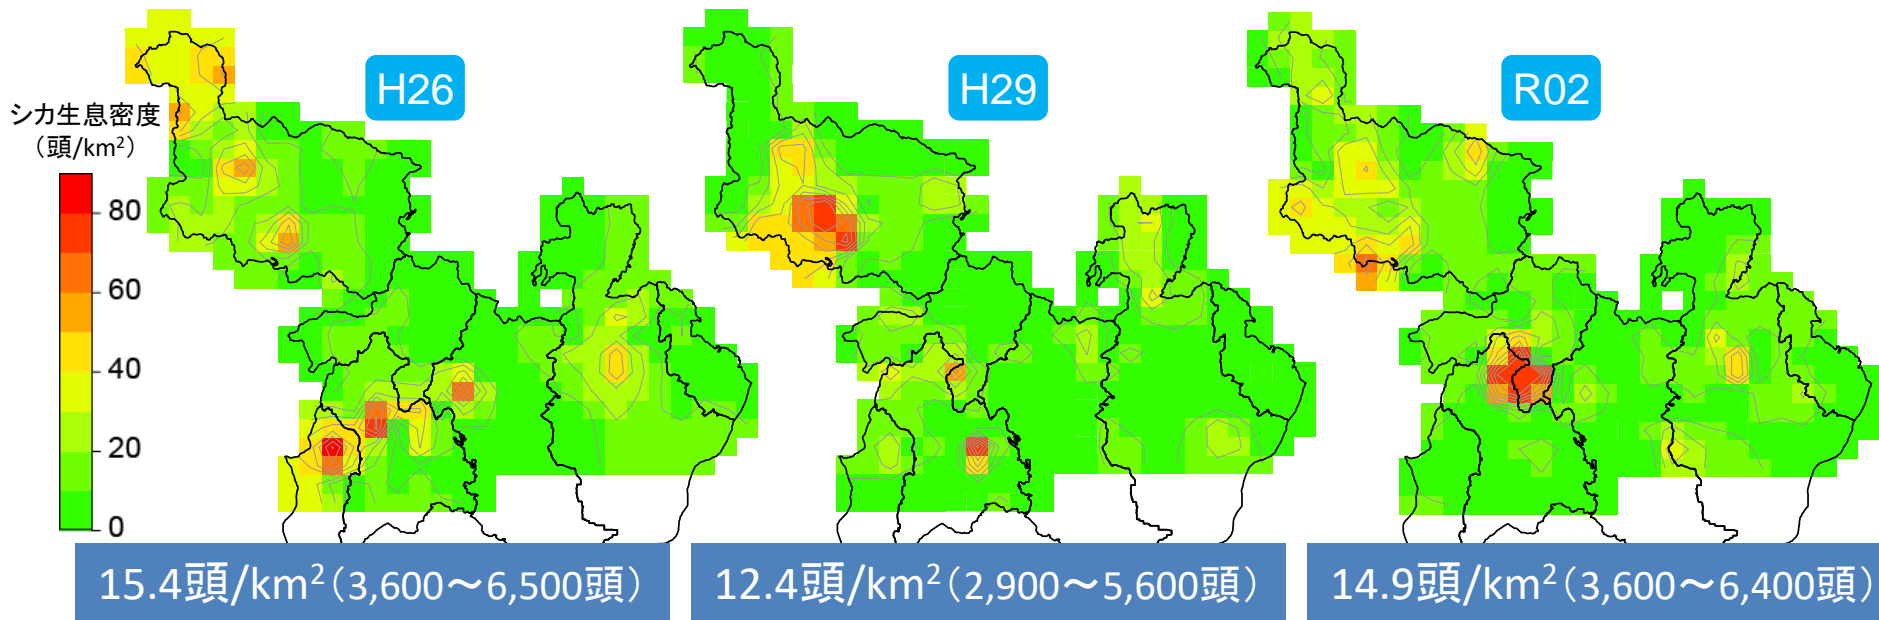 H26
H29
R02
シカ生息密度
（頭/km²）
80
60
40
20
0
15.4頭/km²（3,600～6,500頭）
12.4頭/km²（2,900～5,600頭）
14.9頭/km²（3,600～6,400頭）